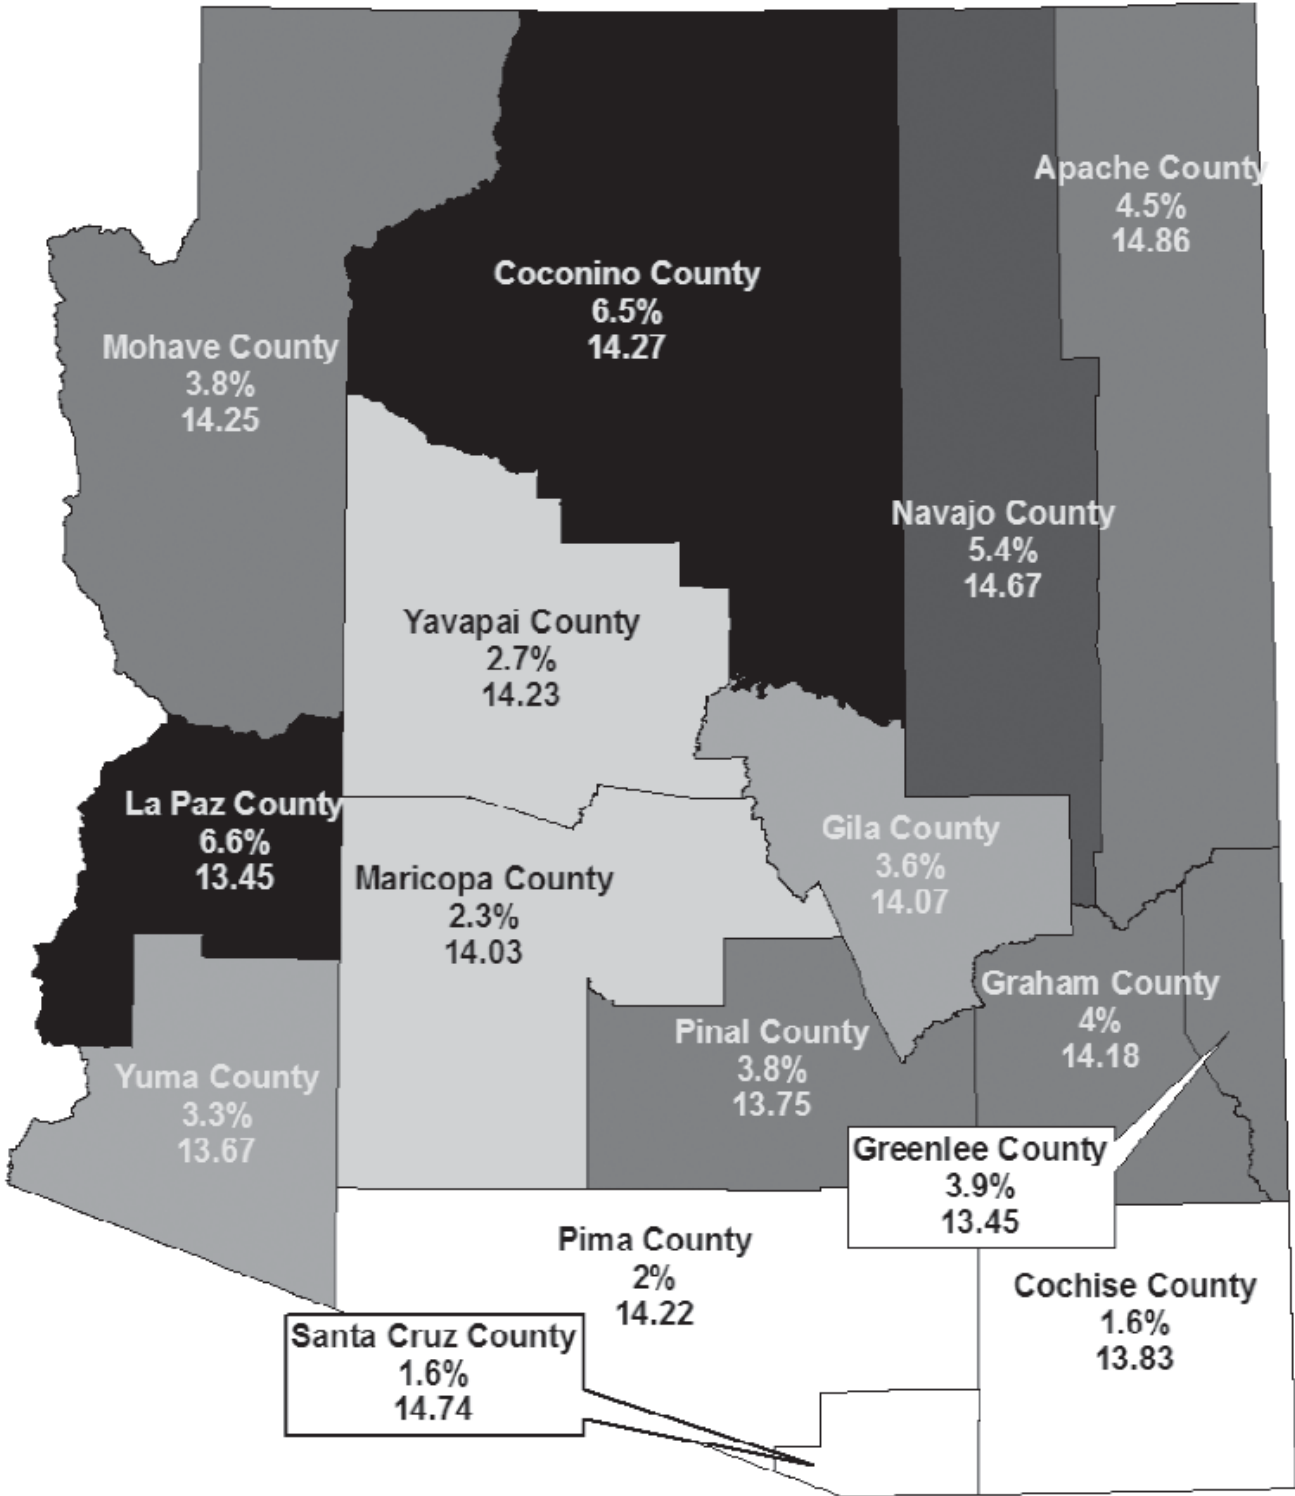 Apache County
4.5%
14.86
Coconino County
6.5%
14.27
Mohave County
3.8%
14.25
Navajo County
5.4%
14.67
Yavapai County
2.7%
14.23
La Paz County
6.6%
13.45
Gila County
3.6%
14.07
Maricopa County
2.3%
14.03
Graham County
4%
14.18
Pinal County
3.8%
13.75
Yuma County
3.3%
13.67
Greenlee County
3.9%
13.45
Pima County
2%
14.22
Cochise County
1.6%
13.83
Santa Cruz County
1.6%
14.74